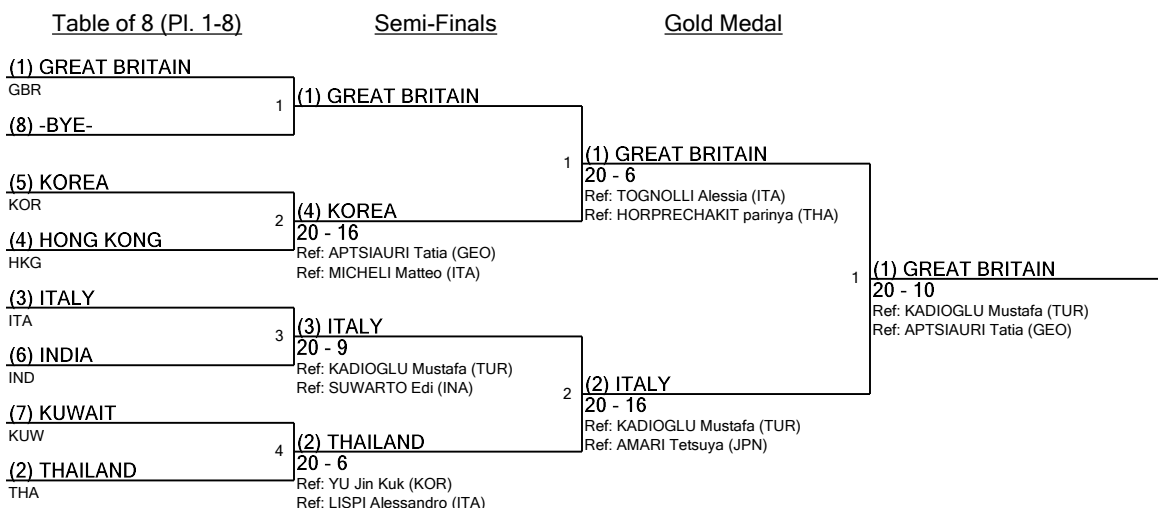 Table of 8 (Pl. 1-8)
Semi-Finals
Gold Medal
(1) GREAT BRITAIN
GBR
1
(8) -BYE-
(5) KOREA
KOR
2
(4) HONG KONG
HKG
(3) ITALY
ITA
3
(6) INDIA
IND
(7) KUWAIT
KUW
4
(2) THAILAND
THA
(1) GREAT BRITAIN
1
(4) KOREA
20 - 16
Ref: APTSIAURI Tatia (GEO)
Ref: MICHELI Matteo (ITA)
(3) ITALY
20 - 9
Ref: KADIOGLU Mustafa (TUR)
Ref: SUWARTO Edi (INA)
2
(2) THAILAND
20 - 6
Ref: YU Jin Kuk (KOR)
Ref: LISPI Alessandro (ITA)
(1) GREAT BRITAIN
20 - 6
Ref: TOGNOLLI Alessia (ITA)
Ref: HORPRECHAKIT parinya (THA)
1
(2) ITALY
20 - 16
Ref: KADIOGLU Mustafa (TUR)
Ref: AMARI Tetsuya (JPN)
(1) GREAT BRITAIN
20 - 10
Ref: KADIOGLU Mustafa (TUR)
Ref: APTSIAURI Tatia (GEO)